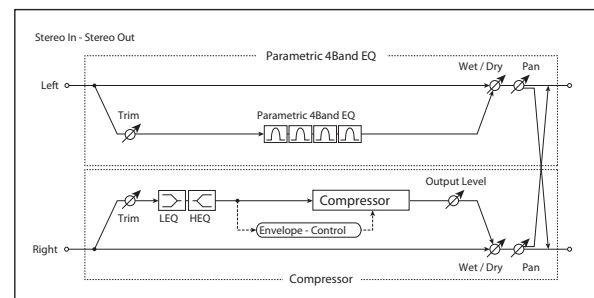 Stereo In - Stereo Out
Parametric 4Band EQ
Wet / Dry
Pan
Left
Trim
Parametric 4Band EQ
Trim
LEQ
HEQ
Compressor
Output Level
Envelope - Control
Right
Wet / Dry
Pan
Compressor